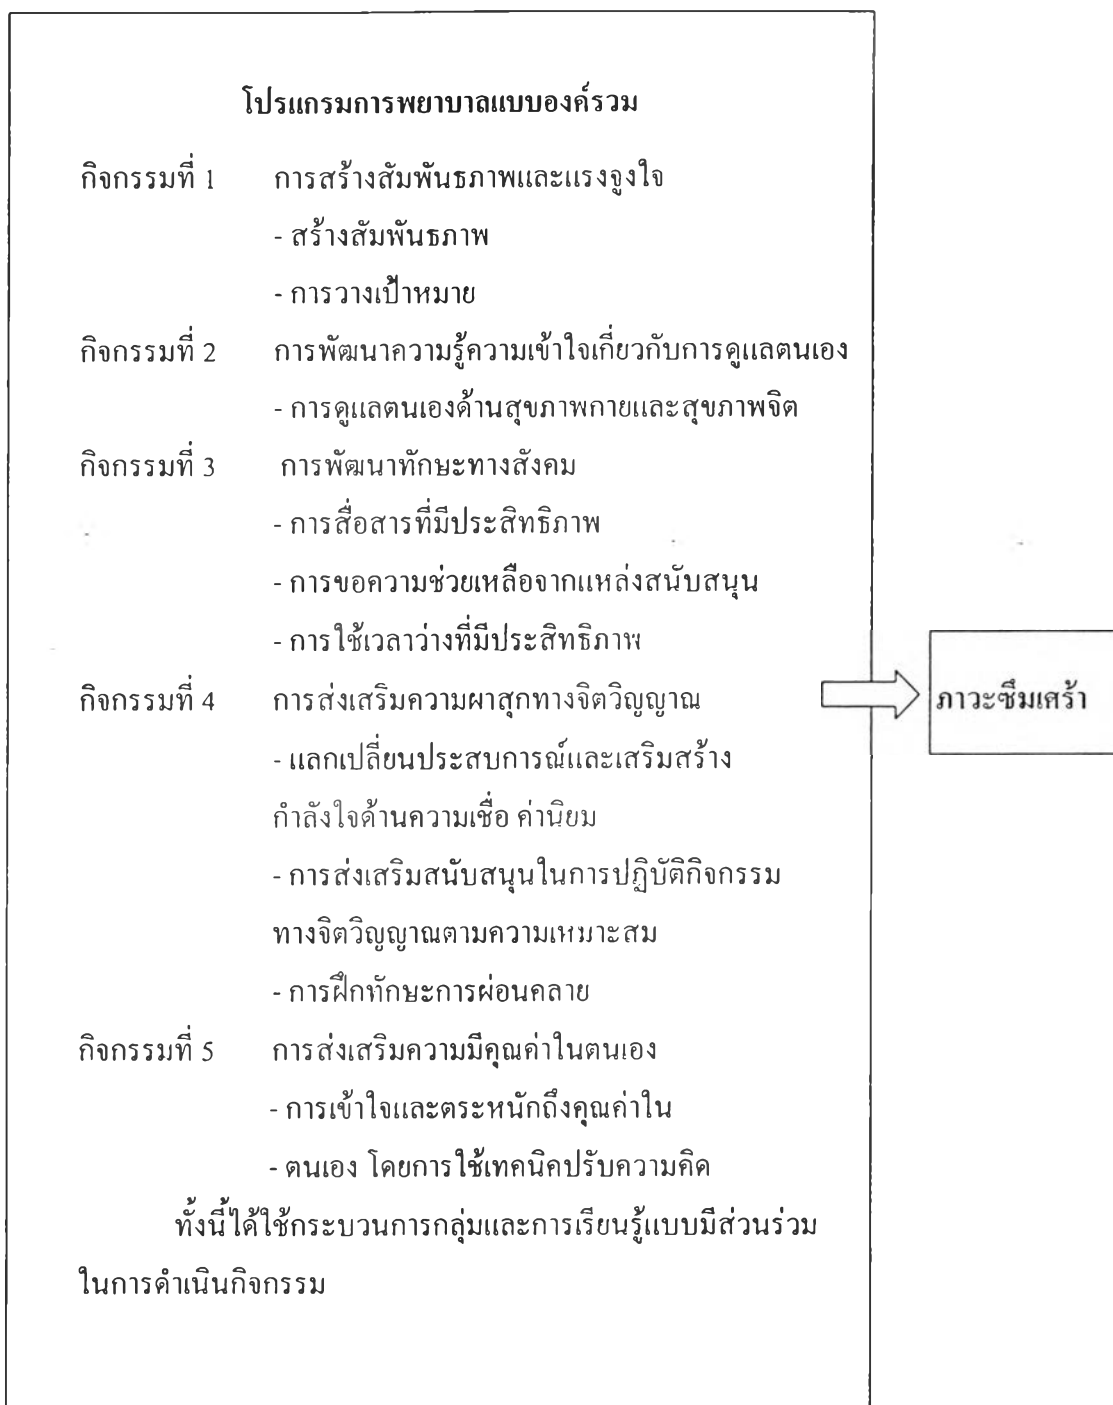 โปรแกรมการพยาบาลแบบองค์รวม
กิจกรรมที่ 1 การสร้างสัมพันธภาพและแรงจูงใจ
- สร้างสัมพันธภาพ
- การวางเป้าหมาย
กิจกรรมที่ 2 การพัฒนาความรู้ความเข้าใจเกี่ยวกับการดูแลตนเอง
- การดูแลตนเองด้านสุขภาพกายและสุขภาพจิต
กิจกรรมที่ 3 การพัฒนาทักษะทางสังคม
- การสื่อสารที่มีประสิทธิภาพ
- การขอความช่วยเหลือจากแหล่งสนับสนุน
- การใช้เวลาว่างที่มีประสิทธิภาพ
กิจกรรมที่ 4 การส่งเสริมความผาสุกทางจิตวิญญาณ
- แลกเปลี่ยนประสบการณ์และเสริมสร้าง
กำลังใจด้านความเชื่อ ค่านิยม
- การส่งเสริมสนับสนุนในการปฏิบัติกิจกรรม
ทางจิตวิญญาณตามความเหมาะสม
- การฝึกทักษะการผ่อนคลาย
กิจกรรมที่ 5 การส่งเสริมความมีคุณค่าในตนเอง
- การเข้าใจและตระหนักถึงคุณค่าใน
- ตนเอง โดยการใช้เทคนิคปรับความคิด
ทั้งนี้ได้ใช้กระบวนการกลุ่มและการเรียนรู้แบบมีส่วนร่วม
ในการดำเนินกิจกรรม
ภาวะซึมเศร้า